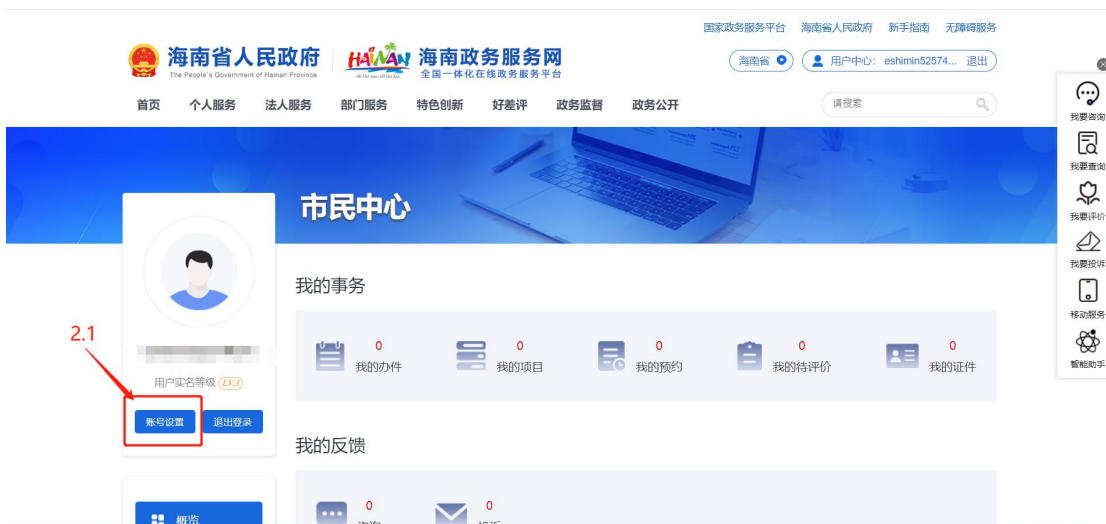 国家政务服务平台 海南省人民政府 新手指南 无障碍服务
海南省人民政府
The People's Government of Hainan Province
HAINAN
海南政务服务网
全国一体化在线政务服务平台
海南省
用户中心: eshimin52574... 退出
首页 个人服务 法人服务 部门服务 特色创新 好差评 政务监督 政务公开
请搜索
我要咨询
我要查询
我要评价
我要投诉
移动服务
智能助手
市民中心
2.1
用户实名等级 (LV3)
账号设置 退出登录
我的事务
0 0 0 0 0
我的办件 我的项目 我的预约 我的待评价 我的证件
我的反馈
0 0
咨询 投诉
概览